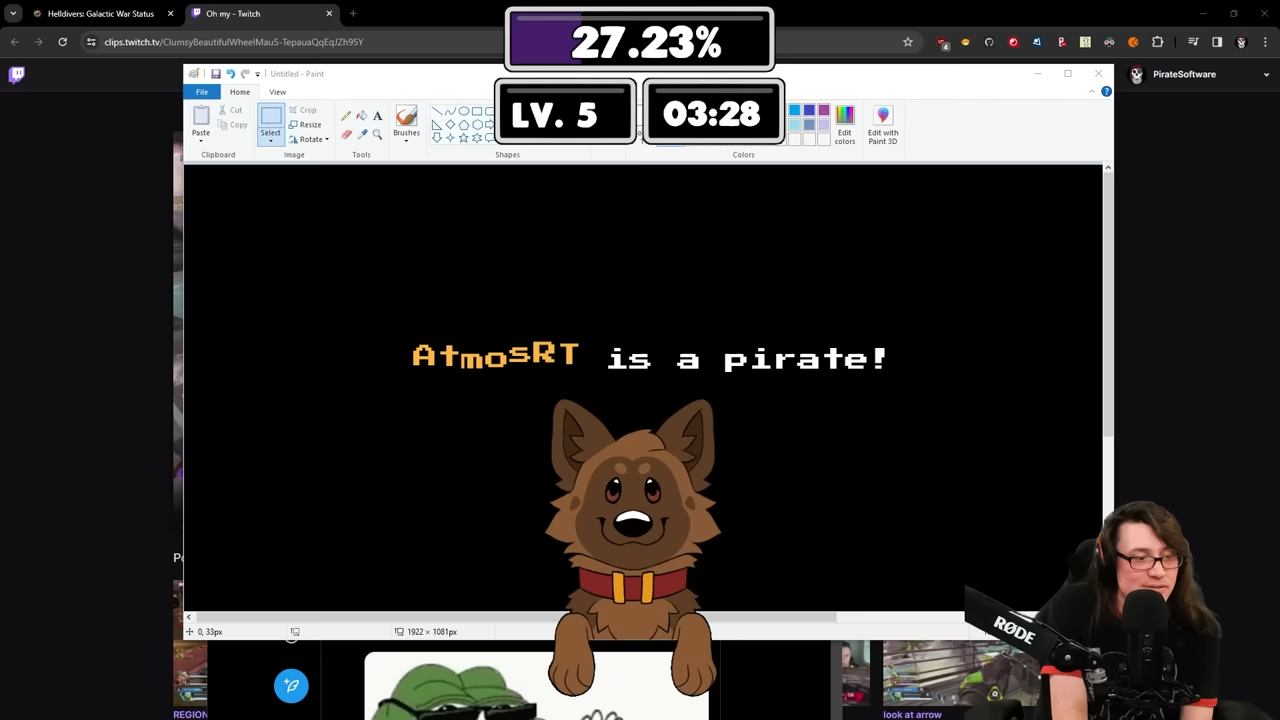 Helldivers: Galactic War Status
Oh my - Twitch
clips.twitch.tv/ClumsyBeautifulWheelMau5-TepauaQqEqJZh95Y
4
PirateSoftware
27.23%
LV. 5
03:28
Untitled - Paint
File
Home
View
Paste
Cut
Copy
Clipboard
Select
Crop
Resize
Rotate
Image
Tools
Brushes
Shapes
Edit colors
Edit with Paint 3D
Colors
AtmosRT is a pirate!
RØDE
0, 33px
1922 × 1081px
REGION
look at arrow